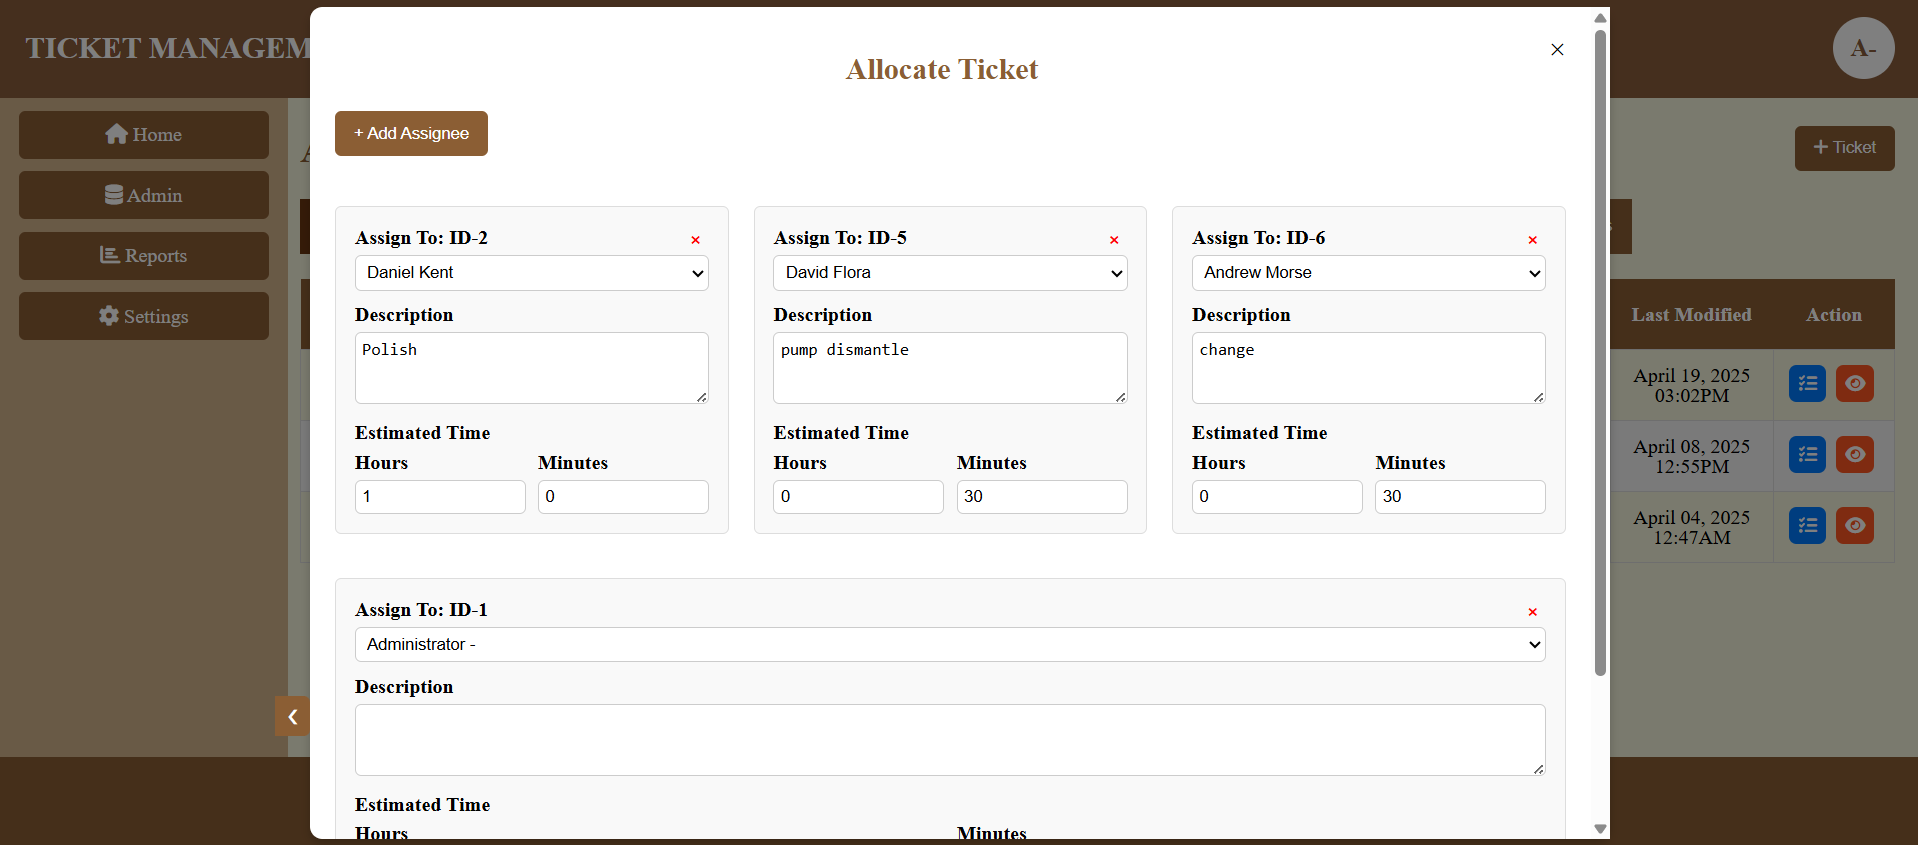 TICKET MANAGEM
A-
Home
Admin
Reports
Settings
Allocate Ticket
+ Add Assignee
+ Ticket
Assign To: ID-2
Daniel Kent
Description
Polish
Estimated Time
Hours
Minutes
1
0
Assign To: ID-5
David Flora
Description
pump dismantle
Estimated Time
Hours
Minutes
0
30
Assign To: ID-6
Andrew Morse
Description
change
Estimated Time
Hours
Minutes
0
30
Assign To: ID-1
Administrator -
Description
Estimated Time
Hours
Minutes
Last Modified
Action
April 19, 2025
03:02PM
April 08, 2025
12:55PM
April 04, 2025
12:47AM